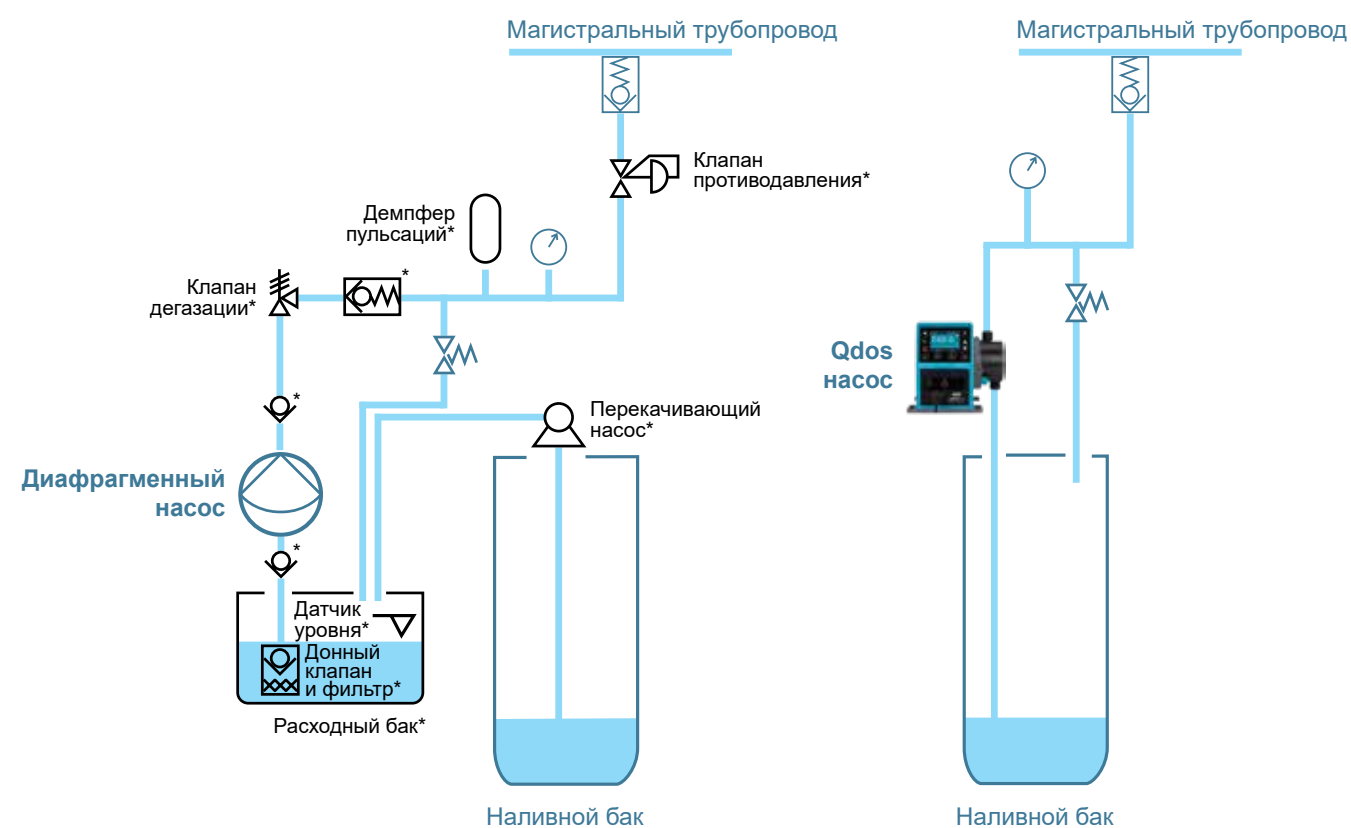 Магистральный трубопровод
Магистральный трубопровод
Клапан
противодавления*
Демпфер
пульсаций*
*
Клапан
дегазации*
Qdos
насос
*
Перекачивающий
насос*
Диафрагменный
насос
*
Датчик
уровня*
Донный
клапан
и фильтр*
Расходный бак*
Наливной бак
Наливной бак